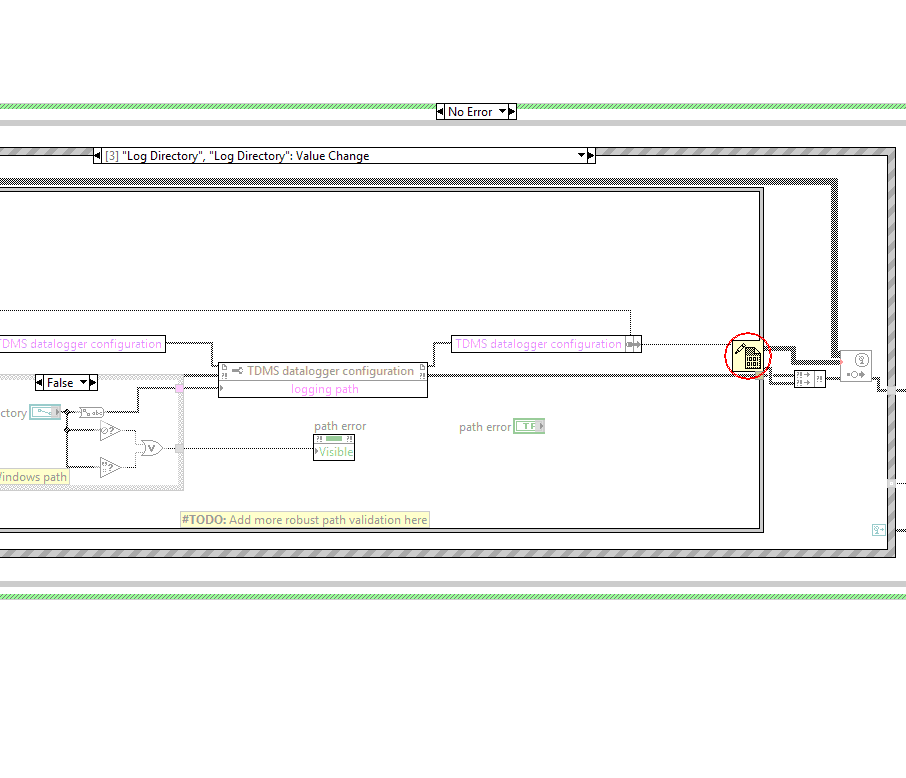 No Error
[3] "Log Directory", "Log Directory": Value Change
TDMS datalogger configuration
TDMS datalogger configuration
TDMS datalogger configuration
logging path
False
ctory
path error
Visible
path error
TF
Windows path
#TODO: Add more robust path validation here